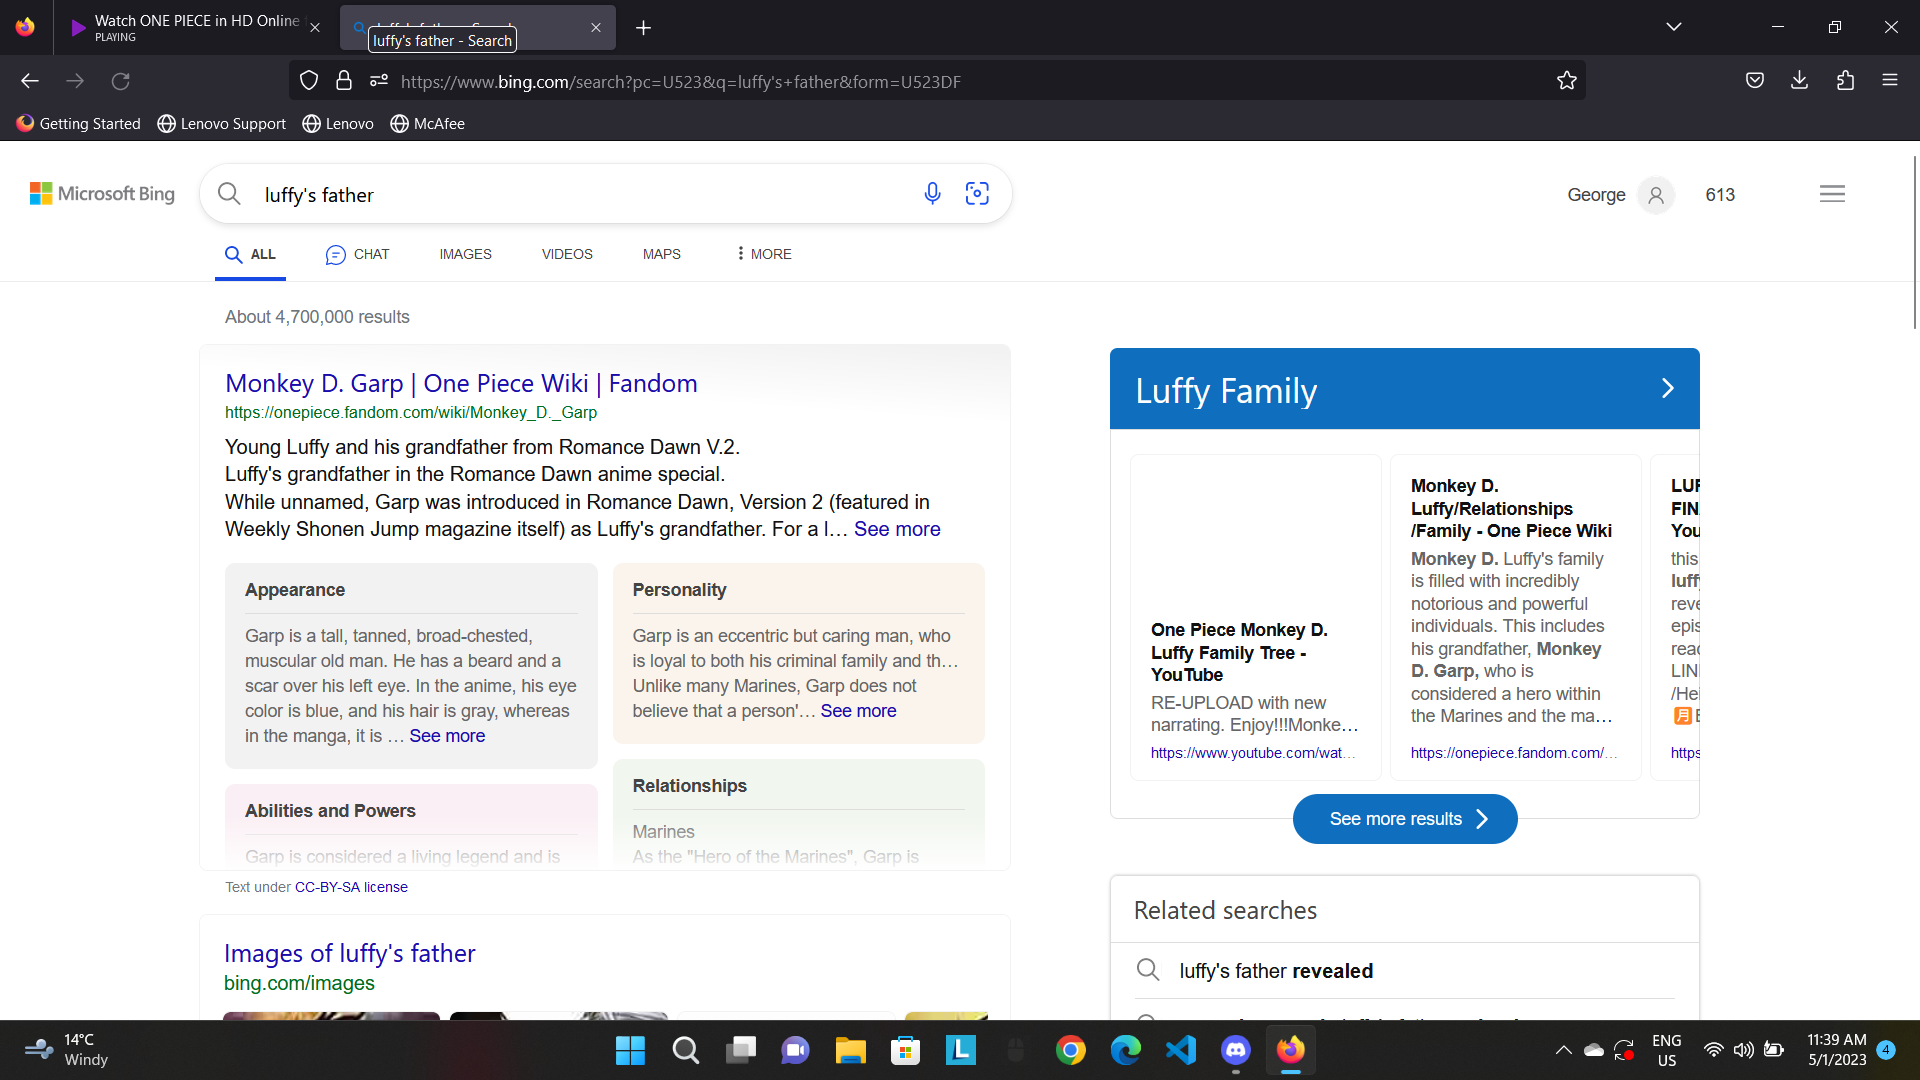 Watch ONE PIECE in HD Online
PLAYING
luffy's father - Search
https://www.bing.com/search?pc=U523&q=luffy's+father&form=U523DF
Getting Started
Lenovo Support
Lenovo
McAfee
Microsoft Bing
luffy's father
George
613
ALL
CHAT
IMAGES
VIDEOS
MAPS
MORE
About 4,700,000 results
Monkey D. Garp | One Piece Wiki | Fandom
https://onepiece.fandom.com/wiki/Monkey_D._Garp
Young Luffy and his grandfather from Romance Dawn V.2.
Luffy's grandfather in the Romance Dawn anime special.
While unnamed, Garp was introduced in Romance Dawn, Version 2 (featured in
Weekly Shonen Jump magazine itself) as Luffy's grandfather. For a l… See more
Appearance
Garp is a tall, tanned, broad-chested,
muscular old man. He has a beard and a
scar over his left eye. In the anime, his eye
color is blue, and his hair is gray, whereas
in the manga, it is … See more
Personality
Garp is an eccentric but caring man, who
is loyal to both his criminal family and th…
Unlike many Marines, Garp does not
believe that a person'… See more
Abilities and Powers
Garp is considered a living legend and is
Relationships
Marines
As the "Hero of the Marines", Garp is
Text under CC-BY-SA license
Images of luffy's father
bing.com/images
Luffy Family
One Piece Monkey D.
Luffy Family Tree -
YouTube
RE-UPLOAD with new
narrating. Enjoy!!!Monke…
https://www.youtube.com/wat…
Monkey D.
Luffy/Relationships
/Family - One Piece Wiki
Monkey D. Luffy's family
is filled with incredibly
notorious and powerful
individuals. This includes
his grandfather, Monkey
D. Garp, who is
considered a hero within
the Marines and the ma…
https://onepiece.fandom.com/…
LUF
FIN
You
this
luff
reve
epis
reac
LIN
/He
月 E
https
See more results
Related searches
luffy's father revealed
14°C
Windy
ENG
US
11:39 AM
5/1/2023
4